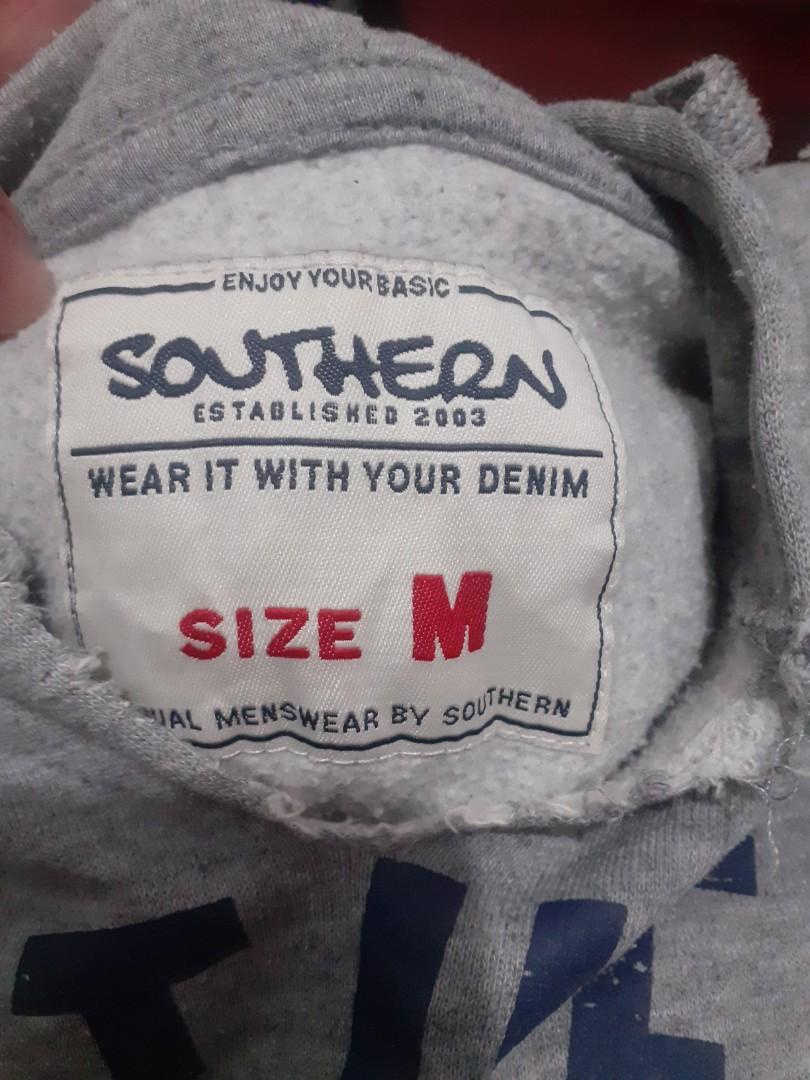 ENJOY YOUR BASIC
SOUTHERN
ESTABLISHED 2003
WEAR IT WITH YOUR DENIM
SIZE M
MENSWEAR BY SOUTHERN